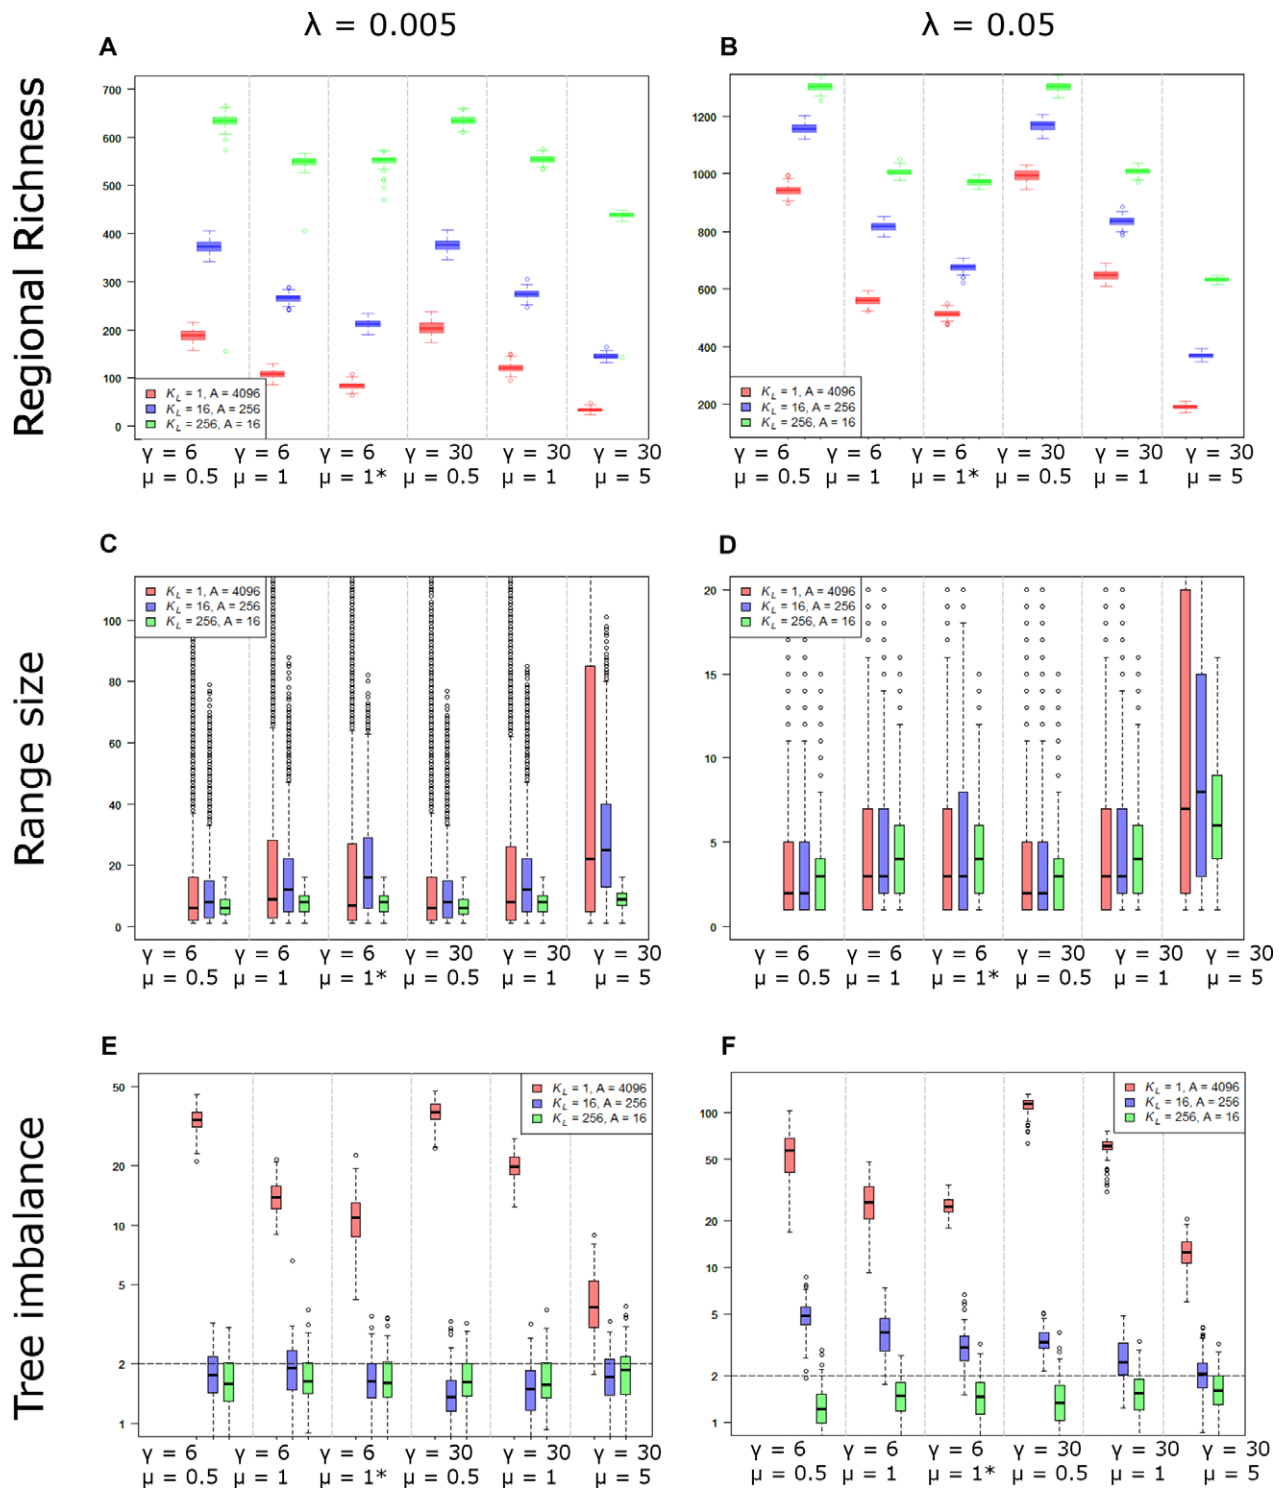 λ = 0.005
λ = 0.05
Regional Richness
A
700
600
500
400
300
200
100
0
K_L = 1, A = 4096
K_L = 16, A = 256
K_L = 256, A = 16
γ = 6 γ = 6 γ = 6 γ = 30 γ = 30 γ = 30
μ = 0.5 μ = 1 μ = 1* μ = 0.5 μ = 1 μ = 5
B
1200
1000
800
600
400
200
K_L = 1, A = 4096
K_L = 16, A = 256
K_L = 256, A = 16
γ = 6 γ = 6 γ = 6 γ = 30 γ = 30 γ = 30
μ = 0.5 μ = 1 μ = 1* μ = 0.5 μ = 1 μ = 5
Range size
C
100
80
60
40
20
0
K_L = 1, A = 4096
K_L = 16, A = 256
K_L = 256, A = 16
γ = 6 γ = 6 γ = 6 γ = 30 γ = 30 γ = 30
μ = 0.5 μ = 1 μ = 1* μ = 0.5 μ = 1 μ = 5
D
20
15
10
5
0
K_L = 1, A = 4096
K_L = 16, A = 256
K_L = 256, A = 16
γ = 6 γ = 6 γ = 6 γ = 30 γ = 30 γ = 30
μ = 0.5 μ = 1 μ = 1* μ = 0.5 μ = 1 μ = 5
Tree imbalance
E
50
20
10
5
2
1
K_L = 1, A = 4096
K_L = 16, A = 256
K_L = 256, A = 16
γ = 6 γ = 6 γ = 6 γ = 30 γ = 30 γ = 30
μ = 0.5 μ = 1 μ = 1* μ = 0.5 μ = 1 μ = 5
F
100
50
20
10
5
2
1
K_L = 1, A = 4096
K_L = 16, A = 256
K_L = 256, A = 16
γ = 6 γ = 6 γ = 6 γ = 30 γ = 30 γ = 30
μ = 0.5 μ = 1 μ = 1* μ = 0.5 μ = 1 μ = 5